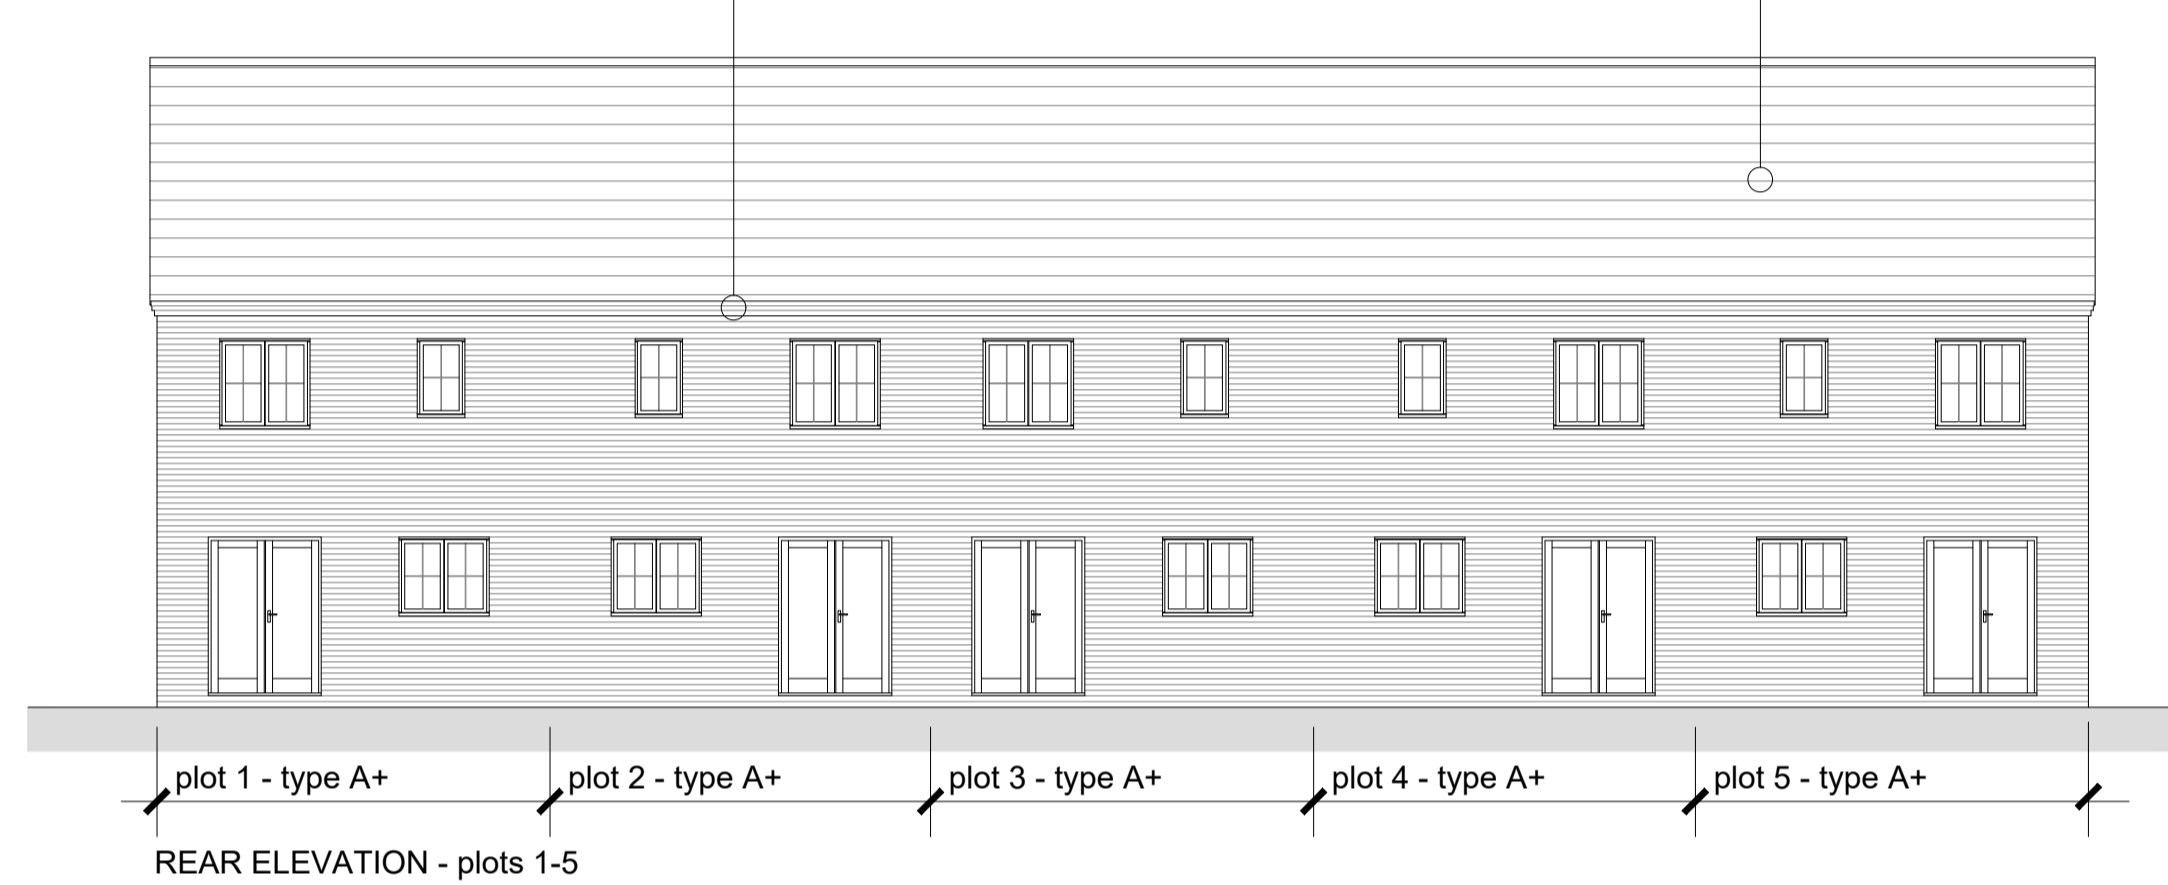 plot 1 - type A+
plot 2 - type A+
plot 3 - type A+
plot 4 - type A+
plot 5 - type A+
REAR ELEVATION - plots 1-5